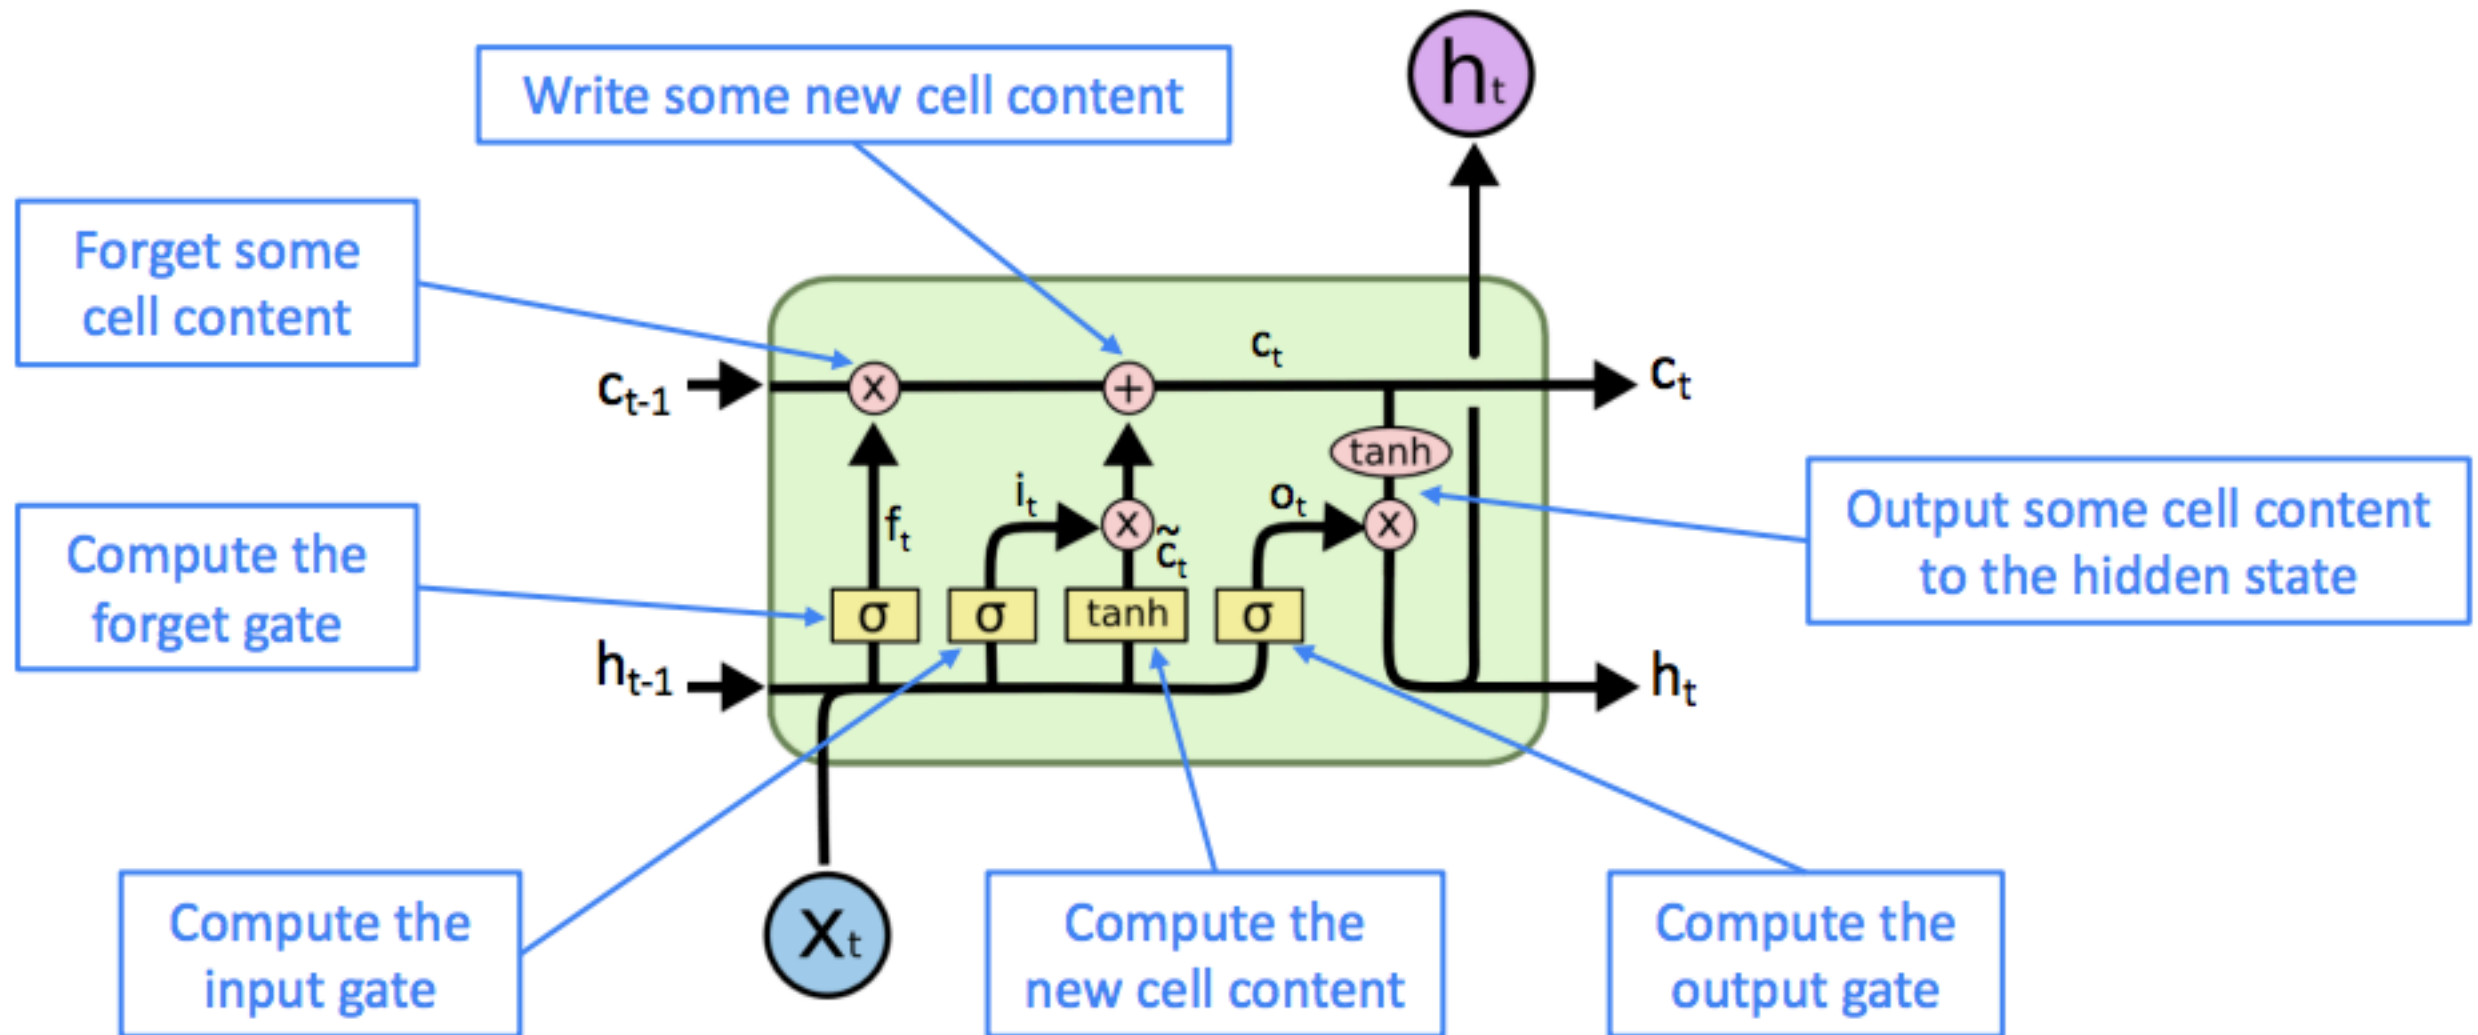 h_t
Write some new cell content
Forget some
cell content
c_t
c_{t-1}
x
+
c_t
tanh
i_t
o_t
f_t
x
c̃_t
x
Output some cell content
to the hidden state
Compute the
forget gate
σ
σ
tanh
σ
h_{t-1}
h_t
X_t
Compute the
input gate
Compute the
new cell content
Compute the
output gate